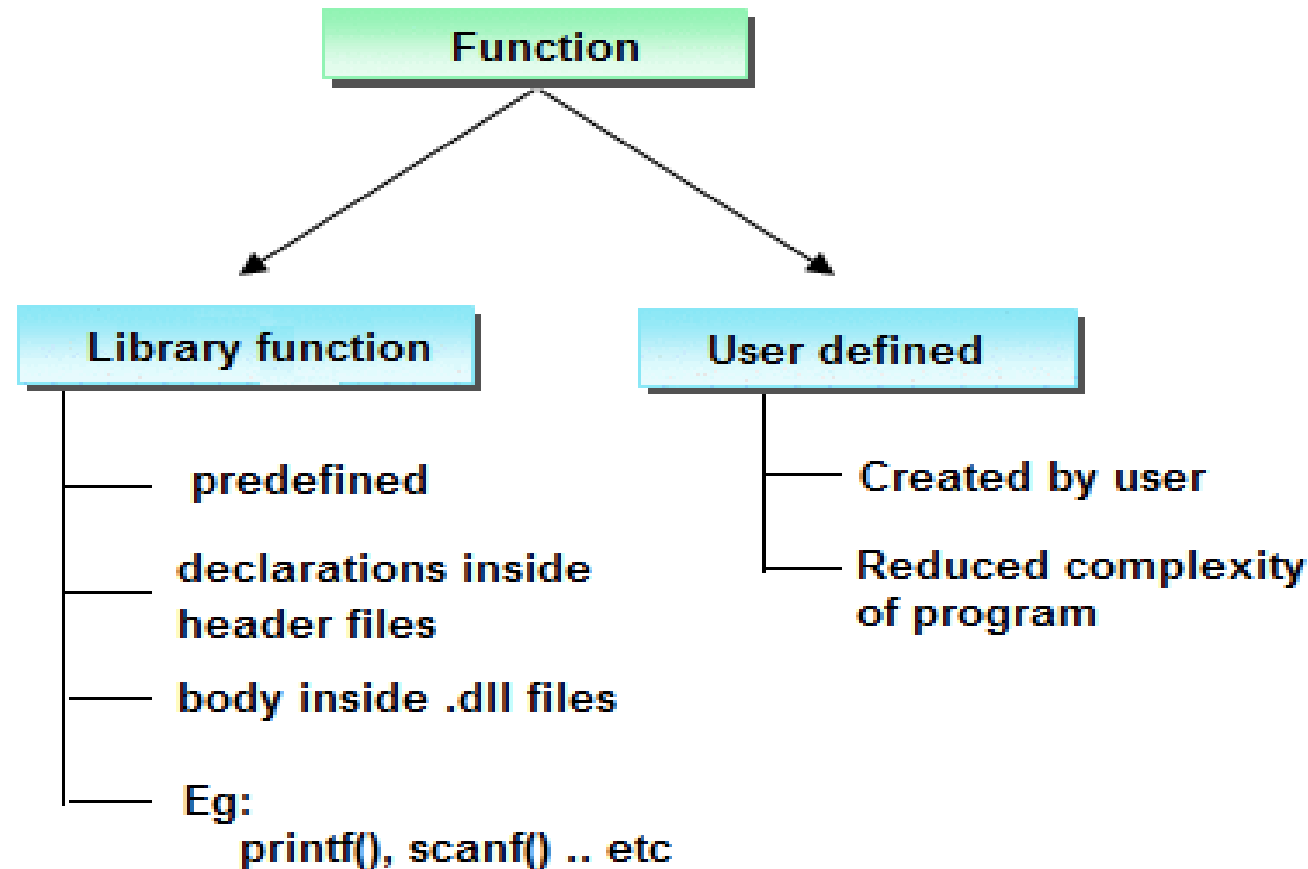 Function
Library function
predefined
declarations inside
header files
body inside .dll files
Eg:
printf(), scanf() .. etc
User defined
Created by user
Reduced complexity
of program